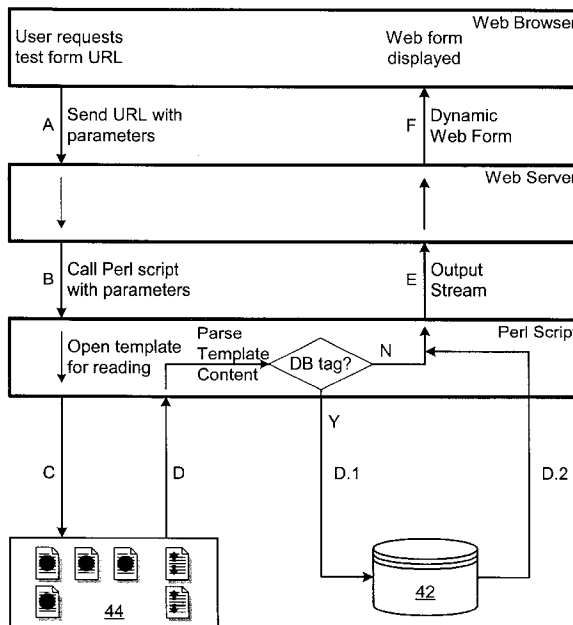 Web Browser
User requests
test form URL
Web form
displayed
A
Send URL with
parameters
F
Dynamic
Web Form
Web Server
B
Call Perl script
with parameters
E
Output
Stream
Perl Script
Open template
for reading
Parse
Template
Content
DB tag?
N
Y
C
D
D.1
D.2
44
42